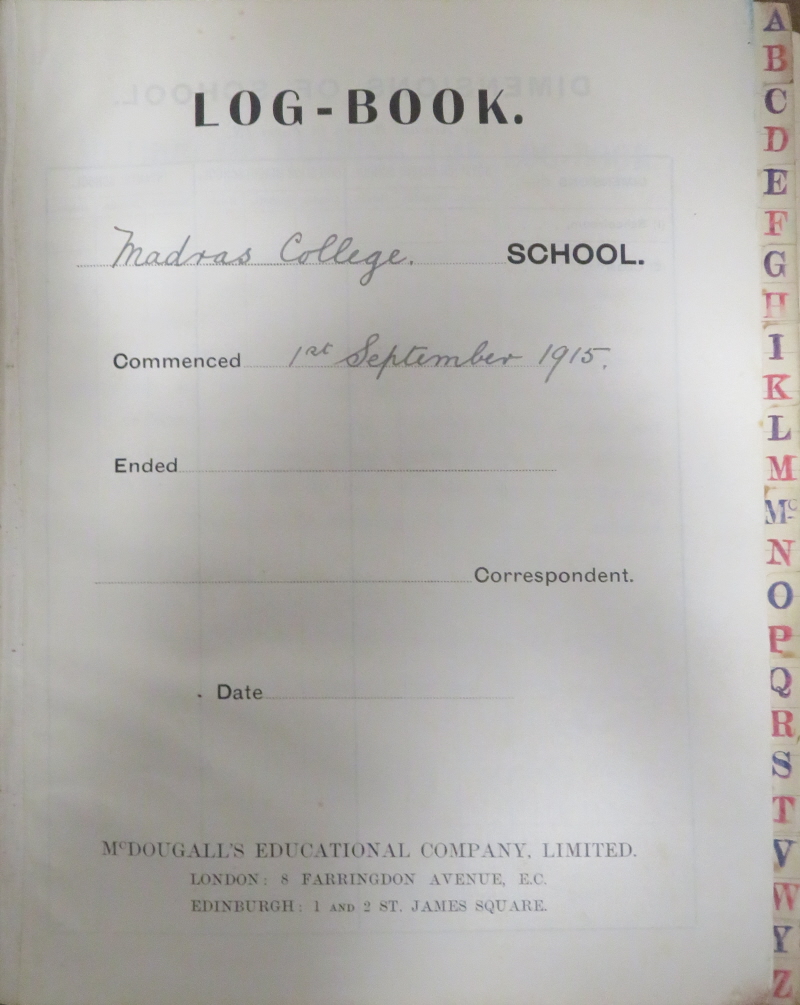 LOG-BOOK.
Madras College. SCHOOL.
Commenced 1st September 1915.
Ended
Correspondent.
Date
McDOUGALL'S EDUCATIONAL COMPANY, LIMITED.
LONDON: 8 FARRINGDON AVENUE, E.C.
EDINBURGH: 1 AND 2 ST. JAMES SQUARE.
A
B
C
D
E
F
G
H
I
K
L
M
Mc
N
O
P
Q
R
S
T
V
W
Y
Z